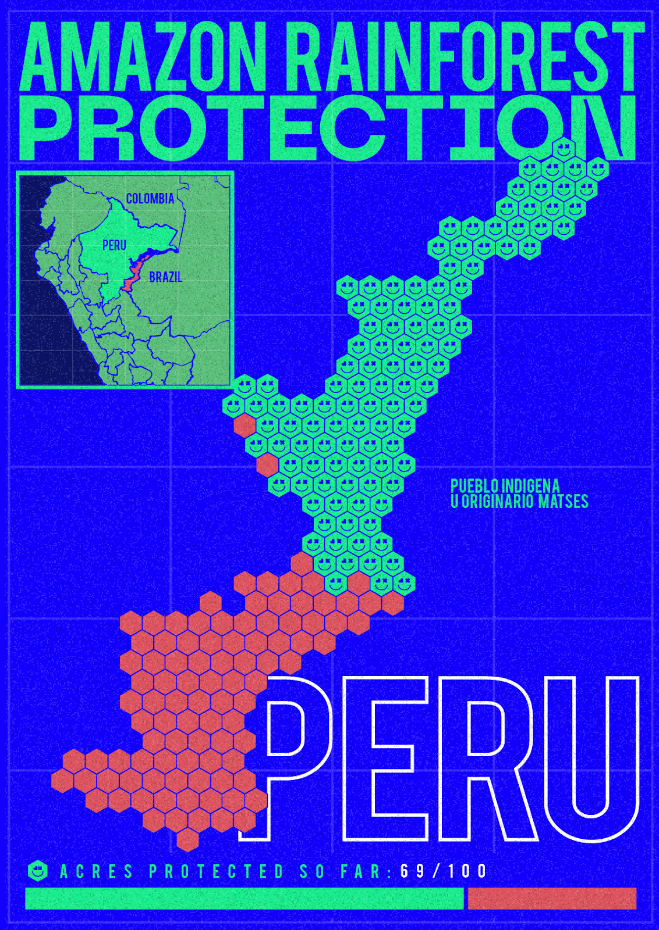 AMAZON RAINFOREST
PROTECTION
COLOMBIA
PERU
BRAZIL
PUEBLO INDIGENA
U ORIGINARIO MATSES
PERU
ACRES PROTECTED SO FAR: 69/100